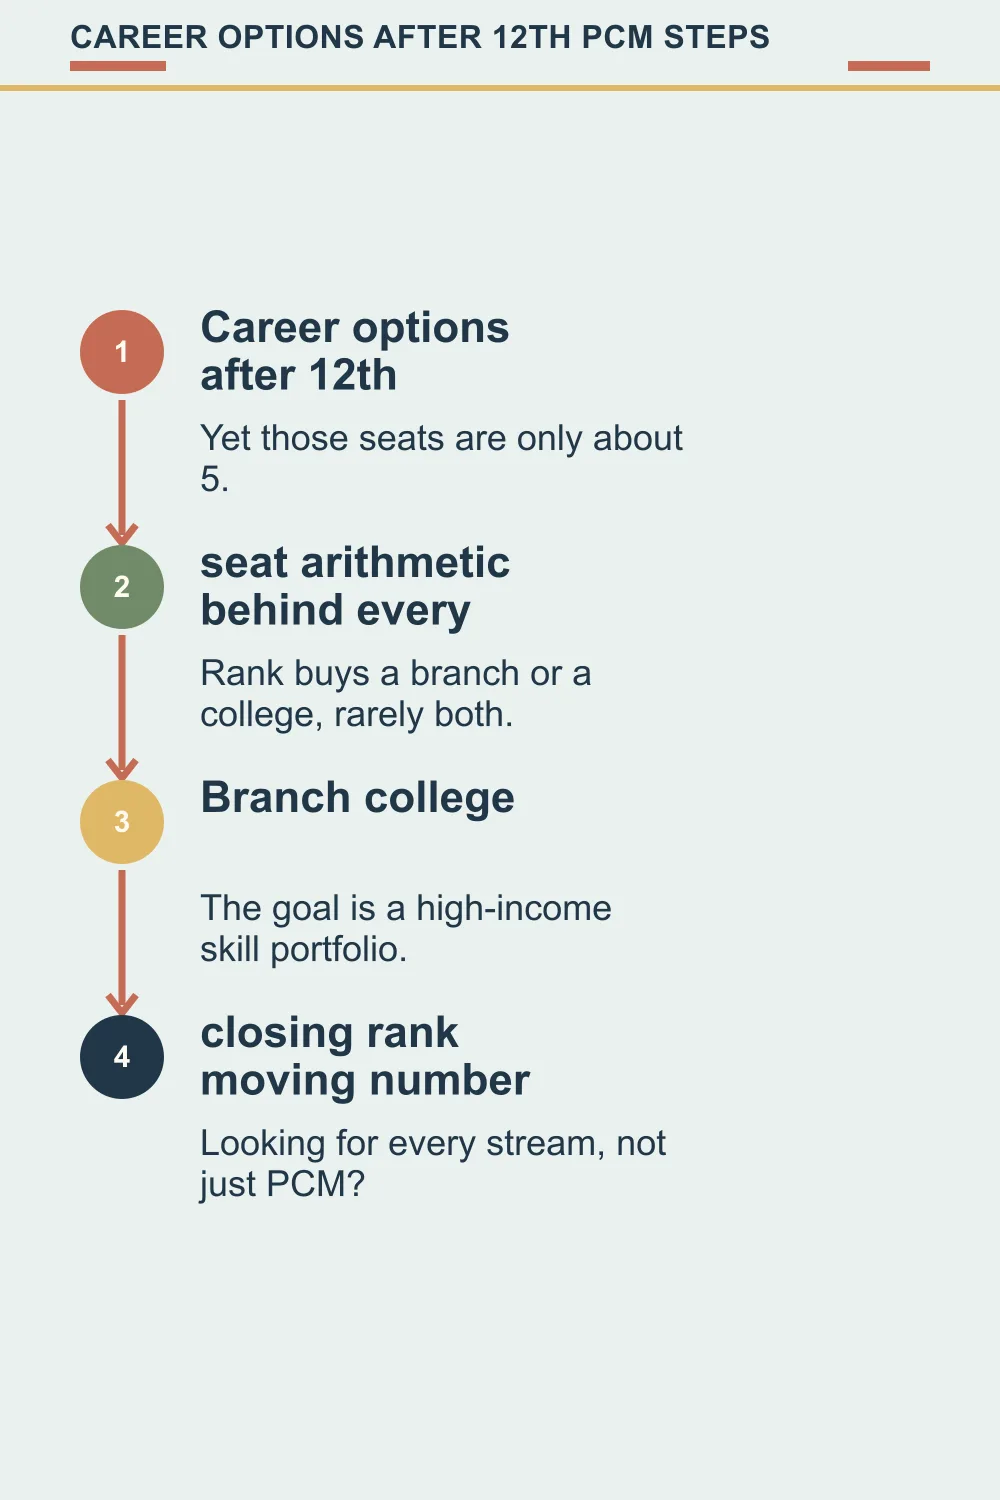 CAREER OPTIONS AFTER 12TH PCM STEPS
1
Career options
after 12th
Yet those seats are only about
5.
2
seat arithmetic
behind every
Rank buys a branch or a
college, rarely both.
3
Branch college
The goal is a high-income
skill portfolio.
4
closing rank
moving number
Looking for every stream, not
just PCM?